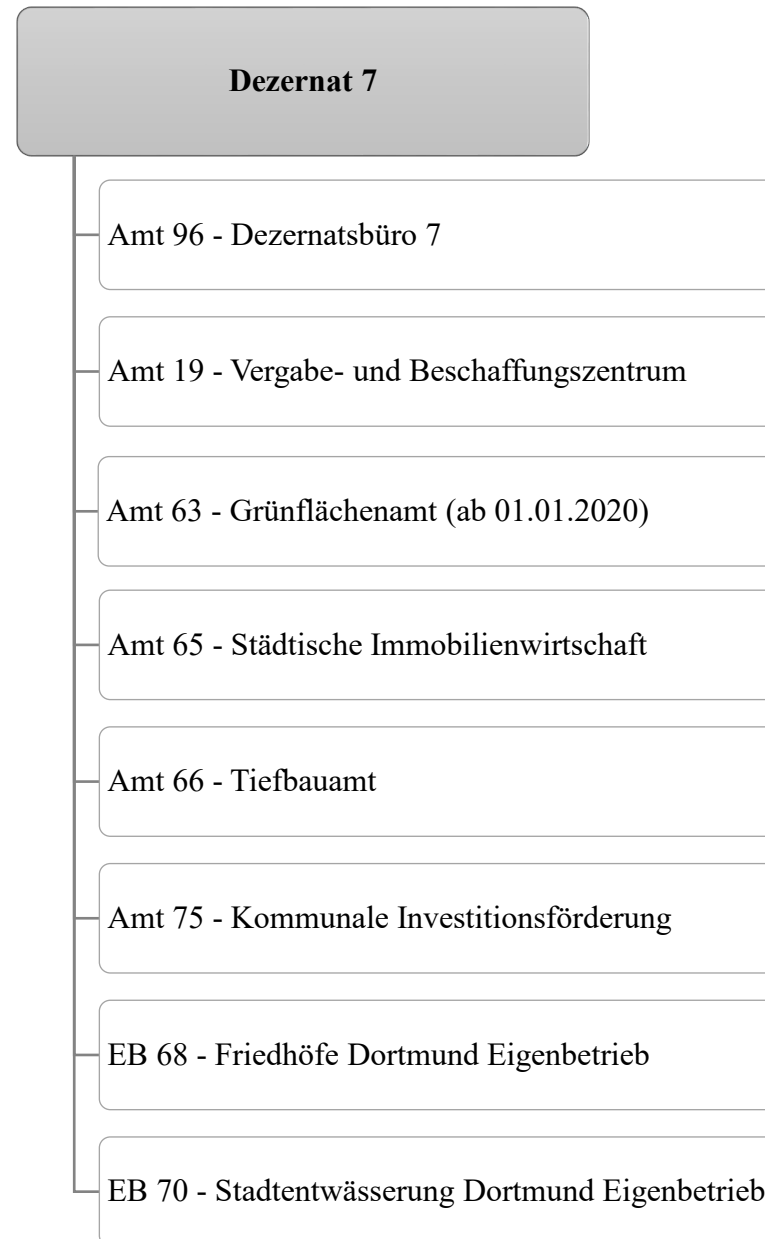 Dezernat 7
Amt 96 - Dezernatsbüro 7
Amt 19 - Vergabe- und Beschaffungszentrum
Amt 63 - Grünflächenamt (ab 01.01.2020)
Amt 65 - Städtische Immobilienwirtschaft
Amt 66 - Tiefbauamt
Amt 75 - Kommunale Investitionsförderung
EB 68 - Friedhöfe Dortmund Eigenbetrieb
EB 70 - Stadtentwässerung Dortmund Eigenbetrieb